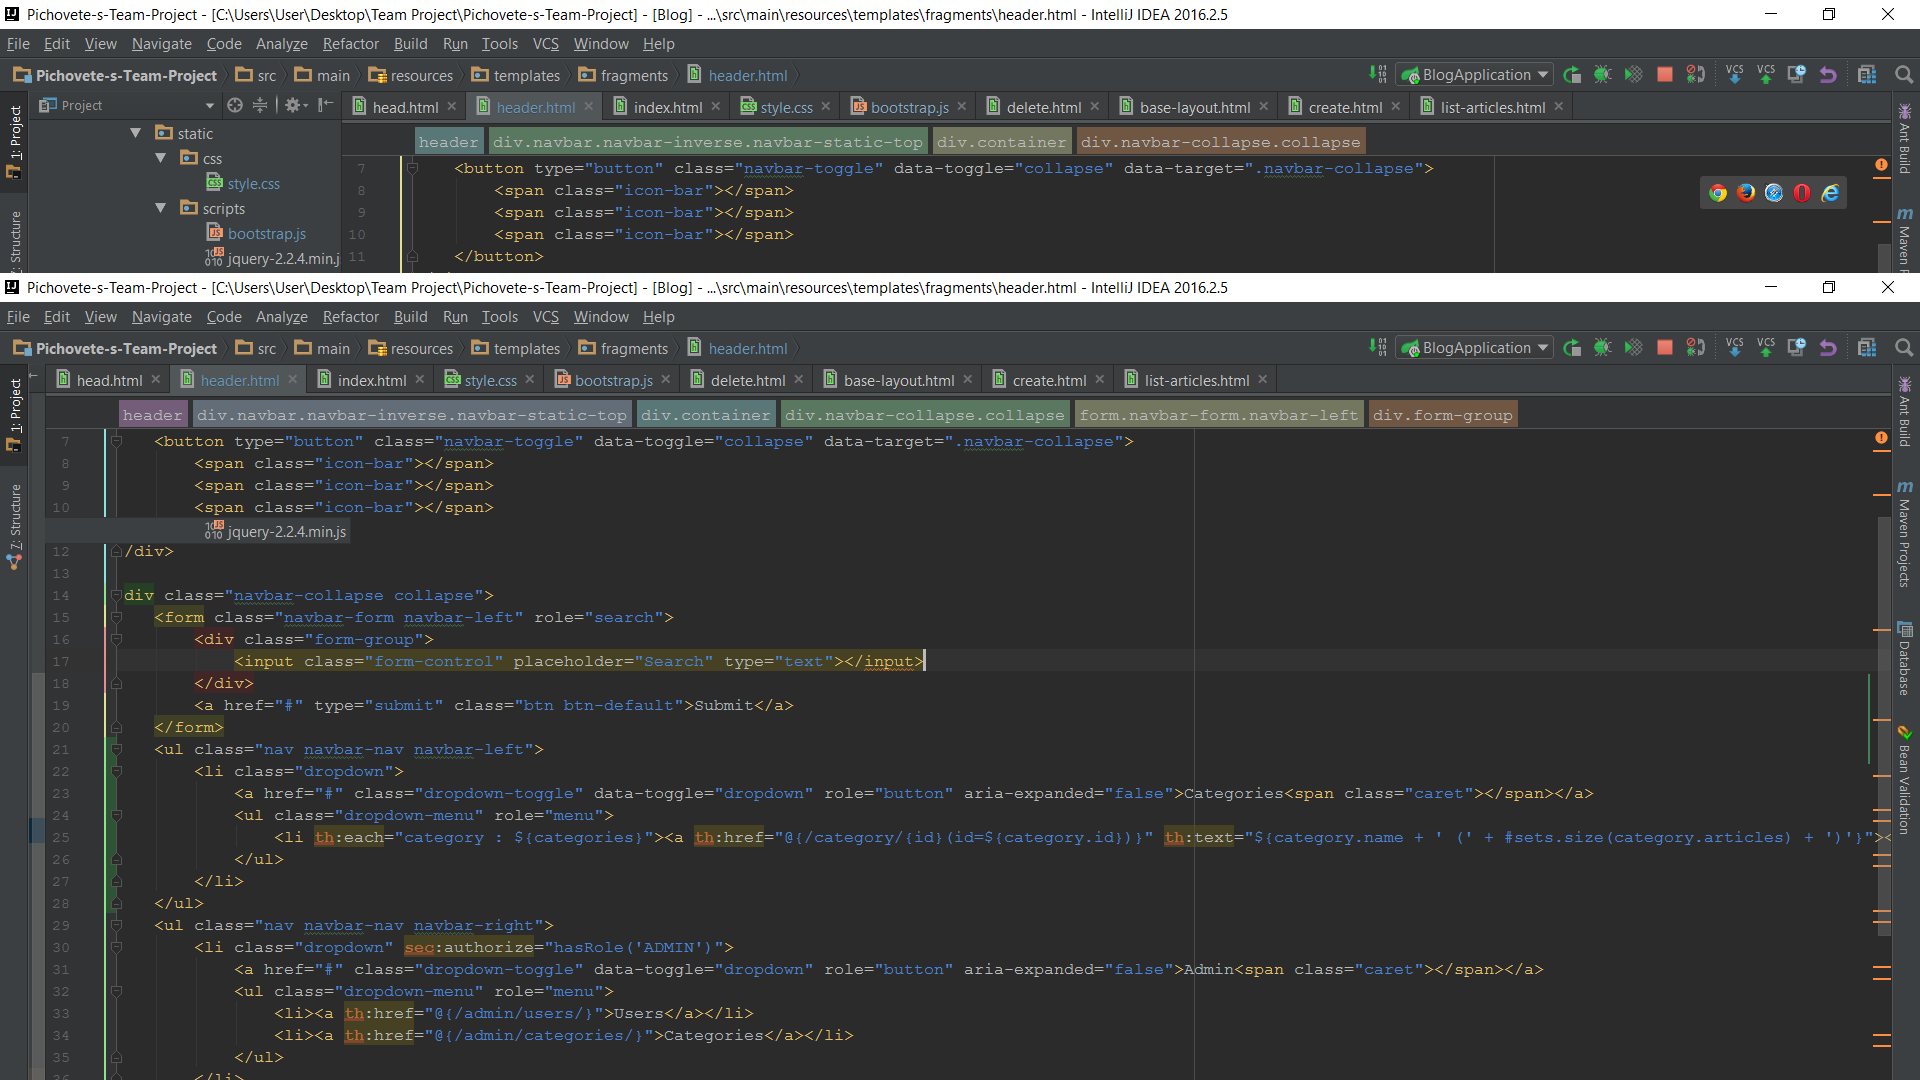 Pichovete-s-Team-Project - [C:\Users\User\Desktop\Team Project\Pichovete-s-Team-Project] - [Blog] - ...\src\main\resources\templates\fragments\header.html - IntelliJ IDEA 2016.2.5
File Edit View Navigate Code Analyze Refactor Build Run Tools VCS Window Help
Pichovete-s-Team-Project src main resources templates fragments header.html BlogApplication VCS VCS
Project head.html header.html index.html style.css bootstrap.js delete.html base-layout.html create.html list-articles.html
1: Project
Ant Build
Maven P
static
css
style.css
scripts
bootstrap.js
jquery-2.2.4.min.j
header div.navbar.navbar-inverse.navbar-static-top div.container div.navbar-collapse.collapse
7 <button type="button" class="navbar-toggle" data-toggle="collapse" data-target=".navbar-collapse">
8 <span class="icon-bar"></span>
9 <span class="icon-bar"></span>
10 <span class="icon-bar"></span>
11 </button>
Structure
Pichovete-s-Team-Project - [C:\Users\User\Desktop\Team Project\Pichovete-s-Team-Project] - [Blog] - ...\src\main\resources\templates\fragments\header.html - IntelliJ IDEA 2016.2.5
File Edit View Navigate Code Analyze Refactor Build Run Tools VCS Window Help
Pichovete-s-Team-Project src main resources templates fragments header.html BlogApplication VCS VCS
head.html header.html index.html style.css bootstrap.js delete.html base-layout.html create.html list-articles.html
1: Project
7: Structure
Ant Build
Maven Projects
Database
Bean Validation
header div.navbar.navbar-inverse.navbar-static-top div.container div.navbar-collapse.collapse form.navbar-form.navbar-left div.form-group
7 <button type="button" class="navbar-toggle" data-toggle="collapse" data-target=".navbar-collapse">
8 <span class="icon-bar"></span>
9 <span class="icon-bar"></span>
10 <span class="icon-bar"></span>
jquery-2.2.4.min.js
12 /div>
13
14 div class="navbar-collapse collapse">
15 <form class="navbar-form navbar-left" role="search">
16 <div class="form-group">
17 <input class="form-control" placeholder="Search" type="text"></input>
18 </div>
19 <a href="#" type="submit" class="btn btn-default">Submit</a>
20 </form>
21 <ul class="nav navbar-nav navbar-left">
22 <li class="dropdown">
23 <a href="#" class="dropdown-toggle" data-toggle="dropdown" role="button" aria-expanded="false">Categories<span class="caret"></span></a>
24 <ul class="dropdown-menu" role="menu">
25 <li th:each="category : ${categories}"><a th:href="@{/category/{id}(id=${category.id})}" th:text="${category.name + ' (' + #sets.size(category.articles) + ')'}"><
26 </ul>
27 </li>
28 </ul>
29 <ul class="nav navbar-nav navbar-right">
30 <li class="dropdown" sec:authorize="hasRole('ADMIN')">
31 <a href="#" class="dropdown-toggle" data-toggle="dropdown" role="button" aria-expanded="false">Admin<span class="caret"></span></a>
32 <ul class="dropdown-menu" role="menu">
33 <li><a th:href="@{/admin/users/}">Users</a></li>
34 <li><a th:href="@{/admin/categories/}">Categories</a></li>
35 </ul>
36 </li>